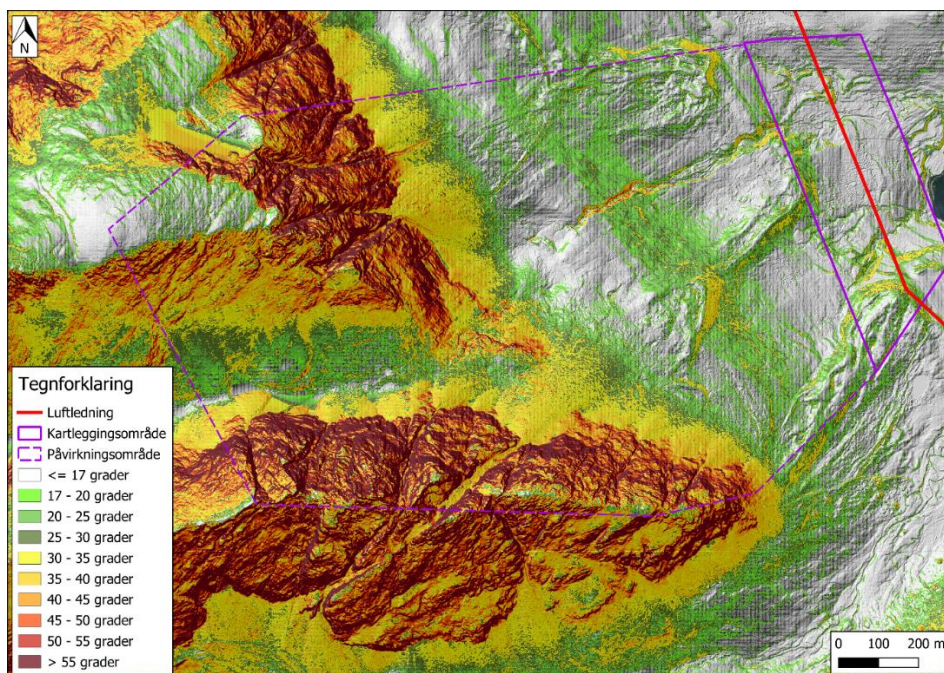 N
Tegnforklaring
Luftledning
Kartleggingsområde
Påvirkningsområde
<= 17 grader
17 - 20 grader
20 - 25 grader
25 - 30 grader
30 - 35 grader
35 - 40 grader
40 - 45 grader
45 - 50 grader
50 - 55 grader
> 55 grader
0 100 200 m